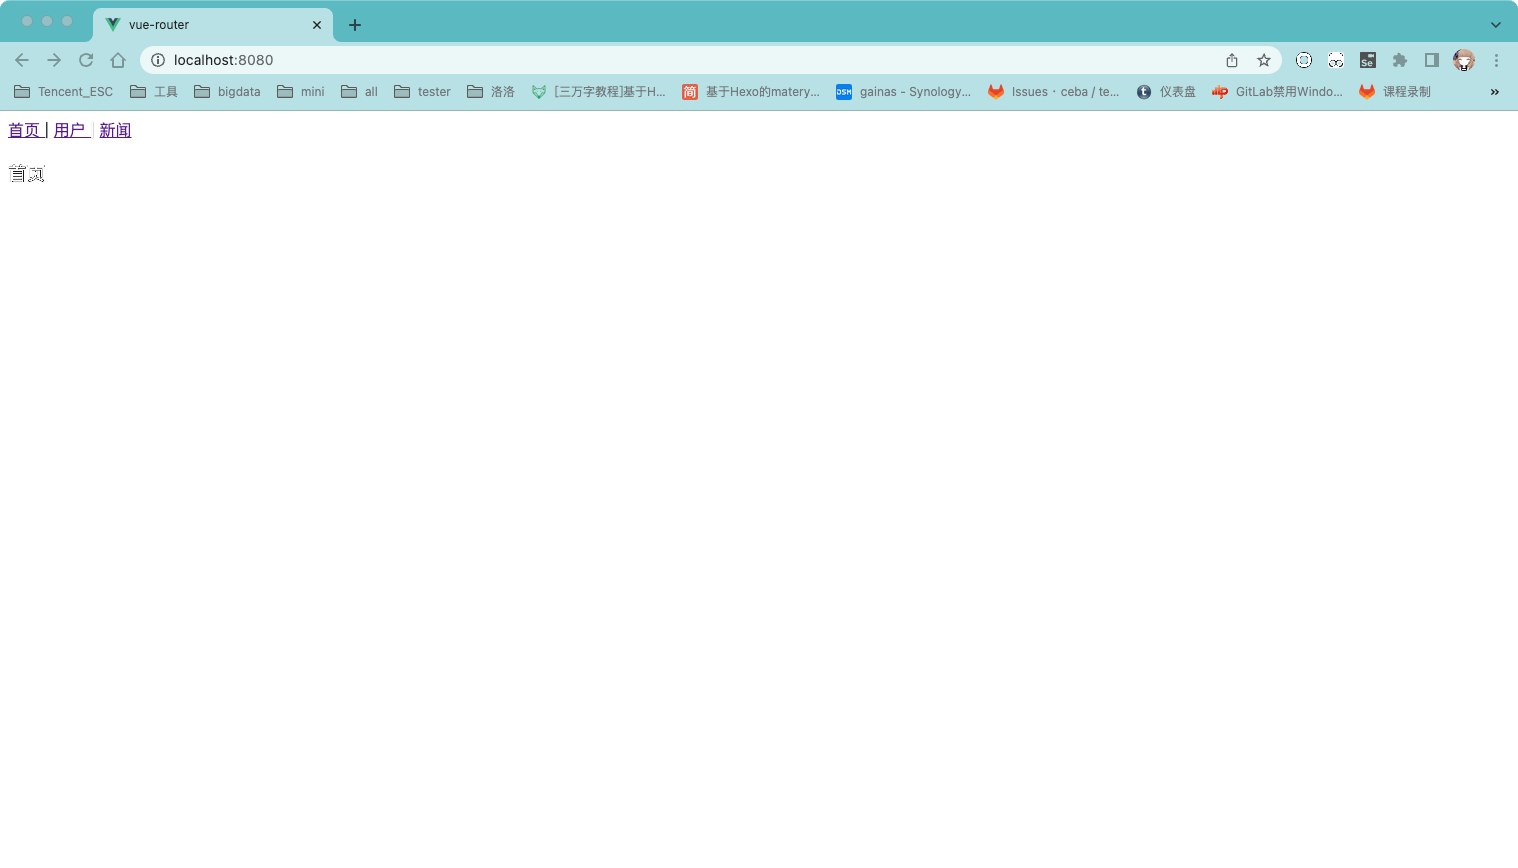 vue-router
localhost:8080
Tencent_ESC 工具 bigdata mini all tester 洛洛 [三万字教程]基于H... 简 基于Hexo的matery... DSM gainas - Synology... Issues · ceba / te... t 仪表盘 GitLab禁用Windo... 课程录制 »
首页 | 用户 | 新闻
首页